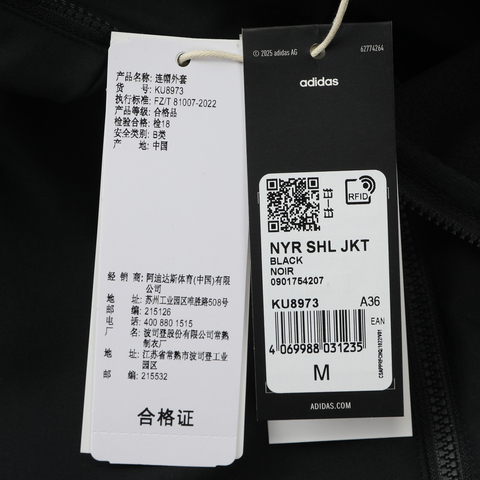 产品名称: 连帽外套
货 号: KU8973
执行标准: FZ/T 81007-2022
产品等级: 合格品
检验合格: 检18
安全类别: B类
产 地: 中国
经 销 商: 阿迪达斯体育(中国)有限
公司
地 址: 苏州工业园区唯胜路508号
邮 编: 215126
电 话: 400 880 1515
厂 名: 波司登股份有限公司常熟
制衣厂
地 址: 江苏省常熟市波司登工业
园区
邮 编: 215532
合格证
© 2025 adidas AG
62774264
adidas
RFID
NYR SHL JKT
BLACK
NOIR
0901754207
KU8973 A36
EAN
4 069988 031235
M
ADIDAS.COM